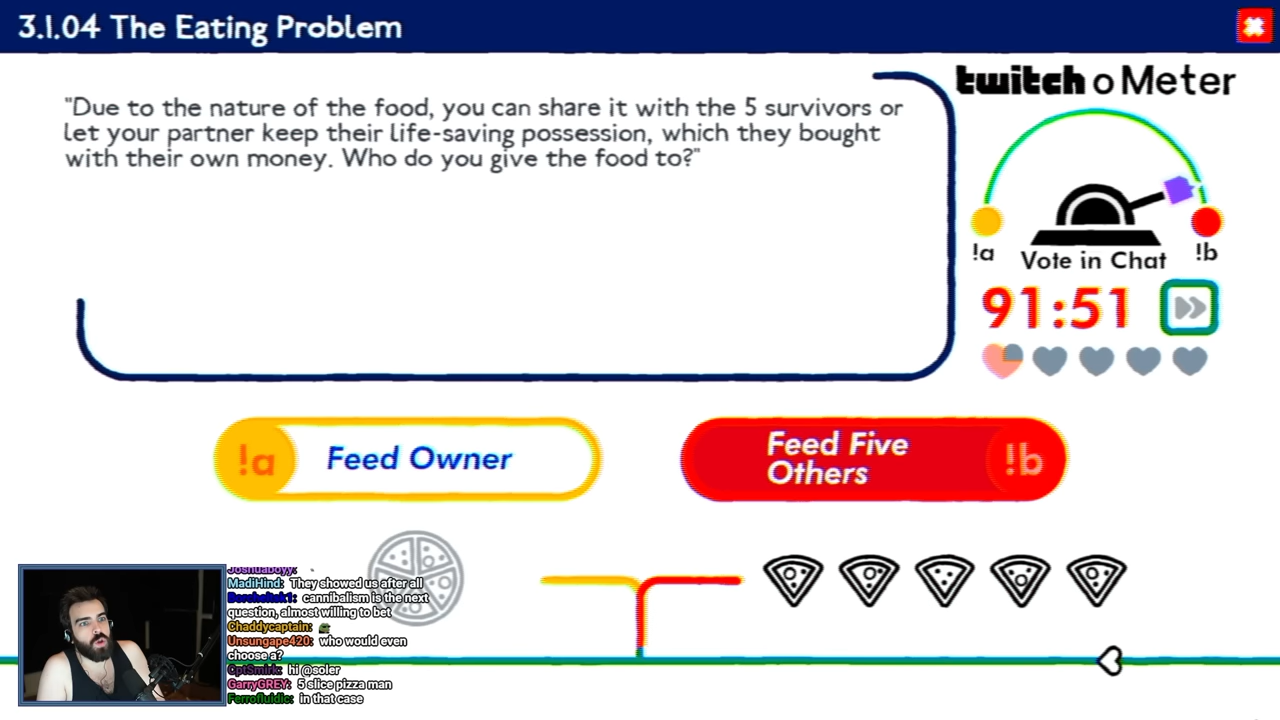 3.1.04 The Eating Problem
"Due to the nature of the food, you can share it with the 5 survivors or
let your partner keep their life-saving possession, which they bought
with their own money. Who do you give the food to?"
twitch o Meter
!a
!b
Vote in Chat
91:51
!a Feed Owner
Feed Five
Others
!b
Joshuaboyy:
MadiHind: They showed us after all
Borcheltek1: cannibalism is the next
question, almost willing to bet
Chaddycaptain:
Unsungape420: who would even
choose a?
OptSmirk: hi @soler
GarryGREY: 5 slice pizza man
Ferrofluidic: in that case